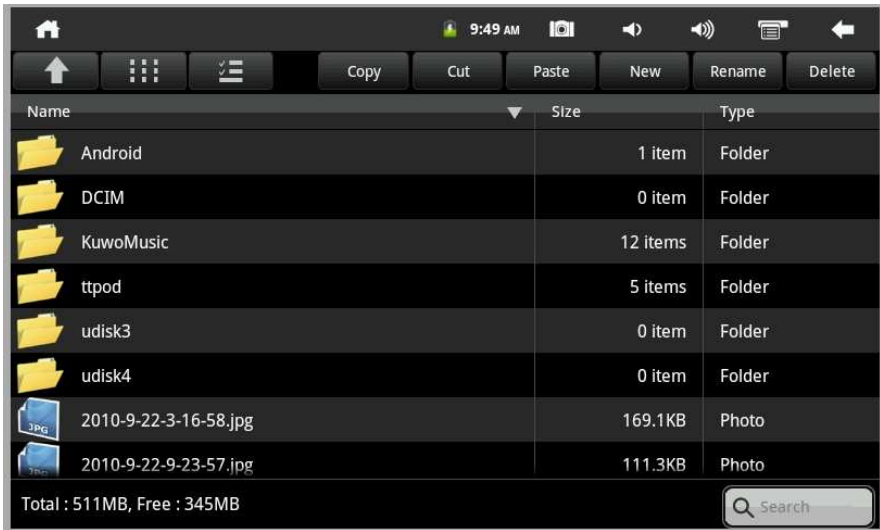 9:49 AM
Copy Cut Paste New Rename Delete
Name Size Type
Android 1 item Folder
DCIM 0 item Folder
KuwoMusic 12 items Folder
ttpod 5 items Folder
udisk3 0 item Folder
udisk4 0 item Folder
JPG 2010-9-22-3-16-58.jpg 169.1KB Photo
JPG 2010-9-22-9-23-57.jpg 111.3KB Photo
Total : 511MB, Free : 345MB Search